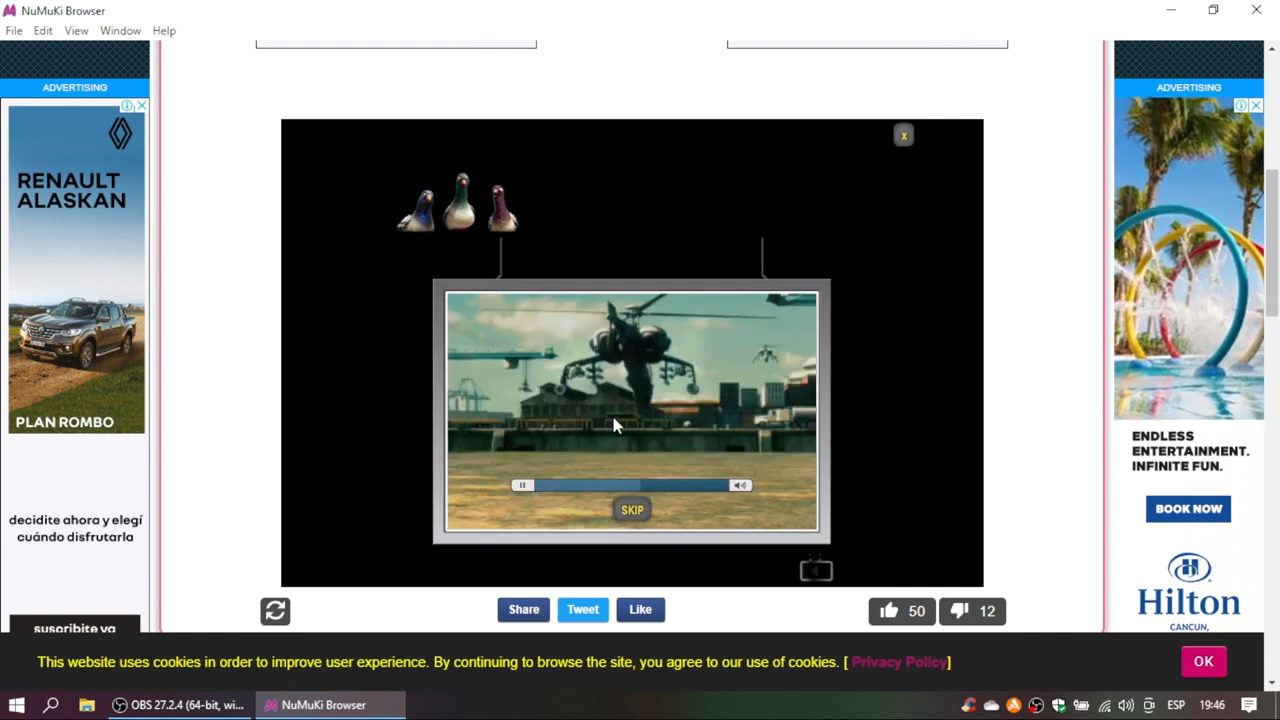 NuMuKi Browser
File Edit View Window Help
ADVERTISING
ADVERTISING
RENAULT
ALASKAN
PLAN ROMBO
decidite ahora y elegí
cuándo disfrutarla
suscribite ya
x
SKIP
ENDLESS
ENTERTAINMENT.
INFINITE FUN.
BOOK NOW
Hilton
CANCUN,
Share Tweet Like
50 12
This website uses cookies in order to improve user experience. By continuing to browse the site, you agree to our use of cookies. [ Privacy Policy]
OK
OBS 27.2.4 (64-bit, wi... NuMuKi Browser ESP 19:46